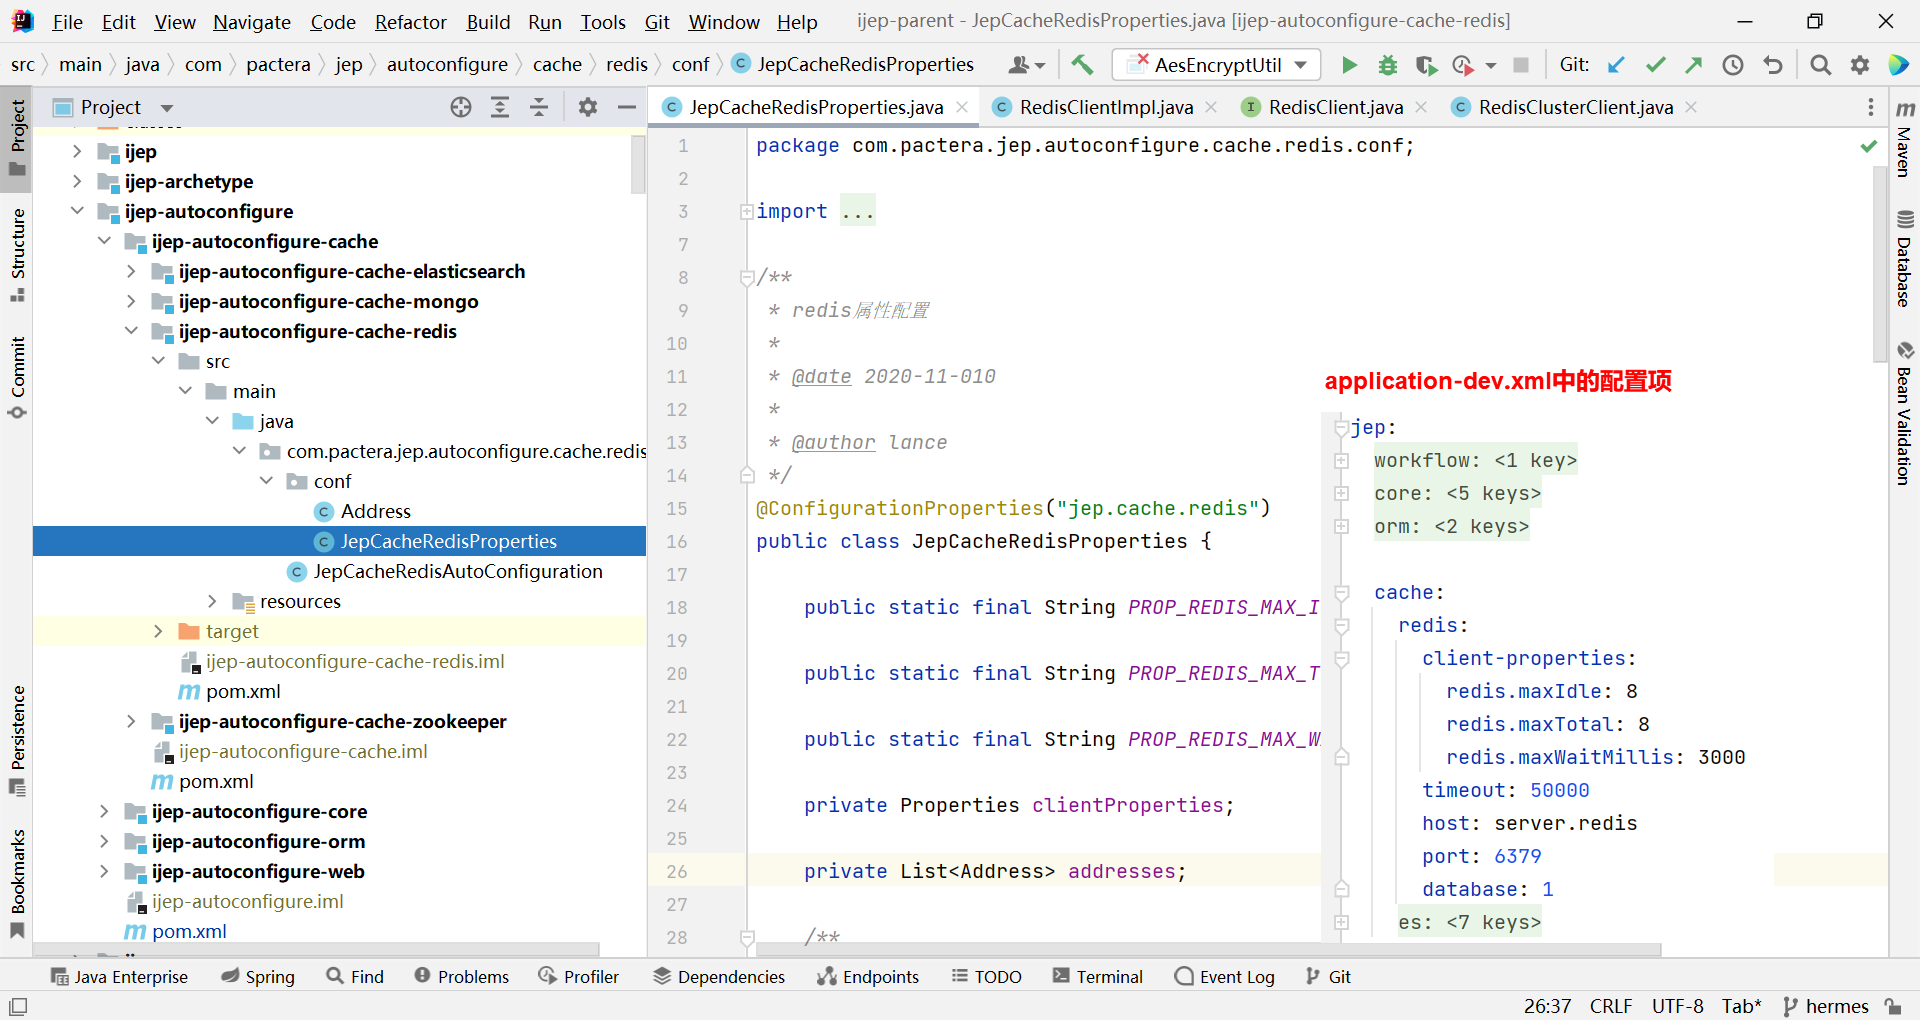 File Edit View Navigate Code Refactor Build Run Tools Git Window Help ijep-parent - JepCacheRedisProperties.java [ijep-autoconfigure-cache-redis]
src main java com pactera jep autoconfigure cache redis conf JepCacheRedisProperties AesEncryptUtil Git:
Project
JepCacheRedisProperties.java RedisClientImpl.java RedisClient.java RedisClusterClient.java
Project
Structure
Commit
Persistence
Bookmarks
ijep
ijep-archetype
ijep-autoconfigure
ijep-autoconfigure-cache
ijep-autoconfigure-cache-elasticsearch
ijep-autoconfigure-cache-mongo
ijep-autoconfigure-cache-redis
src
main
java
com.pactera.jep.autoconfigure.cache.redis
conf
Address
JepCacheRedisProperties
JepCacheRedisAutoConfiguration
resources
target
ijep-autoconfigure-cache-redis.iml
pom.xml
ijep-autoconfigure-cache-zookeeper
ijep-autoconfigure-cache.iml
pom.xml
ijep-autoconfigure-core
ijep-autoconfigure-orm
ijep-autoconfigure-web
ijep-autoconfigure.iml
pom.xml
1 package com.pactera.jep.autoconfigure.cache.redis.conf;
2
3 import ...
7
8 /**
9 * redis属性配置
10 *
11 * @date 2020-11-010
12 *
13 * @author lance
14 */
15 @ConfigurationProperties("jep.cache.redis")
16 public class JepCacheRedisProperties {
17
18 public static final String PROP_REDIS_MAX_I
19
20 public static final String PROP_REDIS_MAX_T
21
22 public static final String PROP_REDIS_MAX_W
23
24 private Properties clientProperties;
25
26 private List<Address> addresses;
27
28 /**
application-dev.xml中的配置项
jep:
workflow: <1 key>
core: <5 keys>
orm: <2 keys>
cache:
redis:
client-properties:
redis.maxIdle: 8
redis.maxTotal: 8
redis.maxWaitMillis: 3000
timeout: 50000
host: server.redis
port: 6379
database: 1
es: <7 keys>
m Maven
Database
Bean Validation
Java Enterprise Spring Find Problems Profiler Dependencies Endpoints TODO Terminal Event Log Git
26:37 CRLF UTF-8 Tab* hermes